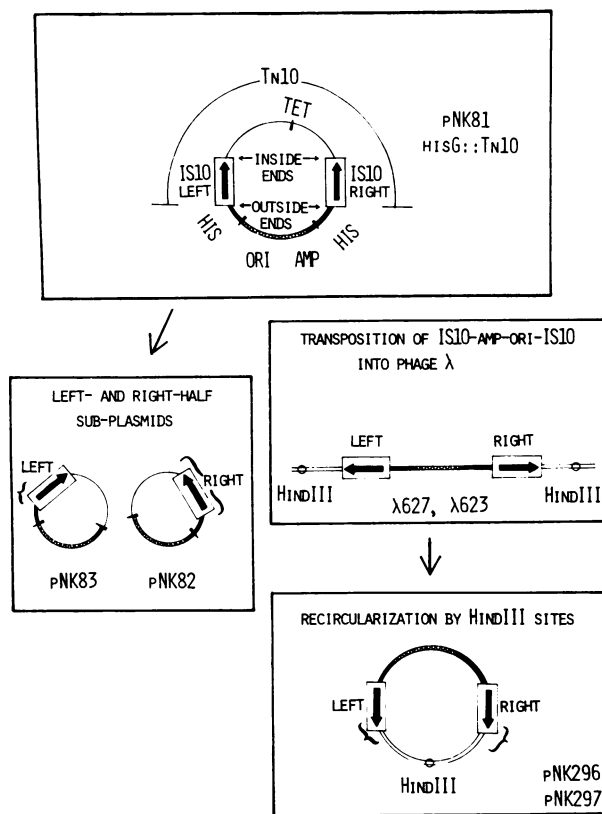 Tn10
TET
pNK81
hisG::Tn10
IS10
LEFT
INSIDE
ENDS
IS10
RIGHT
OUTSIDE
ENDS
HIS
HIS
ORI AMP
LEFT- AND RIGHT-HALF
SUB-PLASMIDS
LEFT
RIGHT
pNK83
pNK82
TRANSPOSITION OF IS10-AMP-ORI-IS10
INTO PHAGE λ
LEFT
RIGHT
HindIII
HindIII
λ627, λ623
RECIRCULARIZATION BY HindIII SITES
LEFT
RIGHT
HindIII
pNK296
pNK297